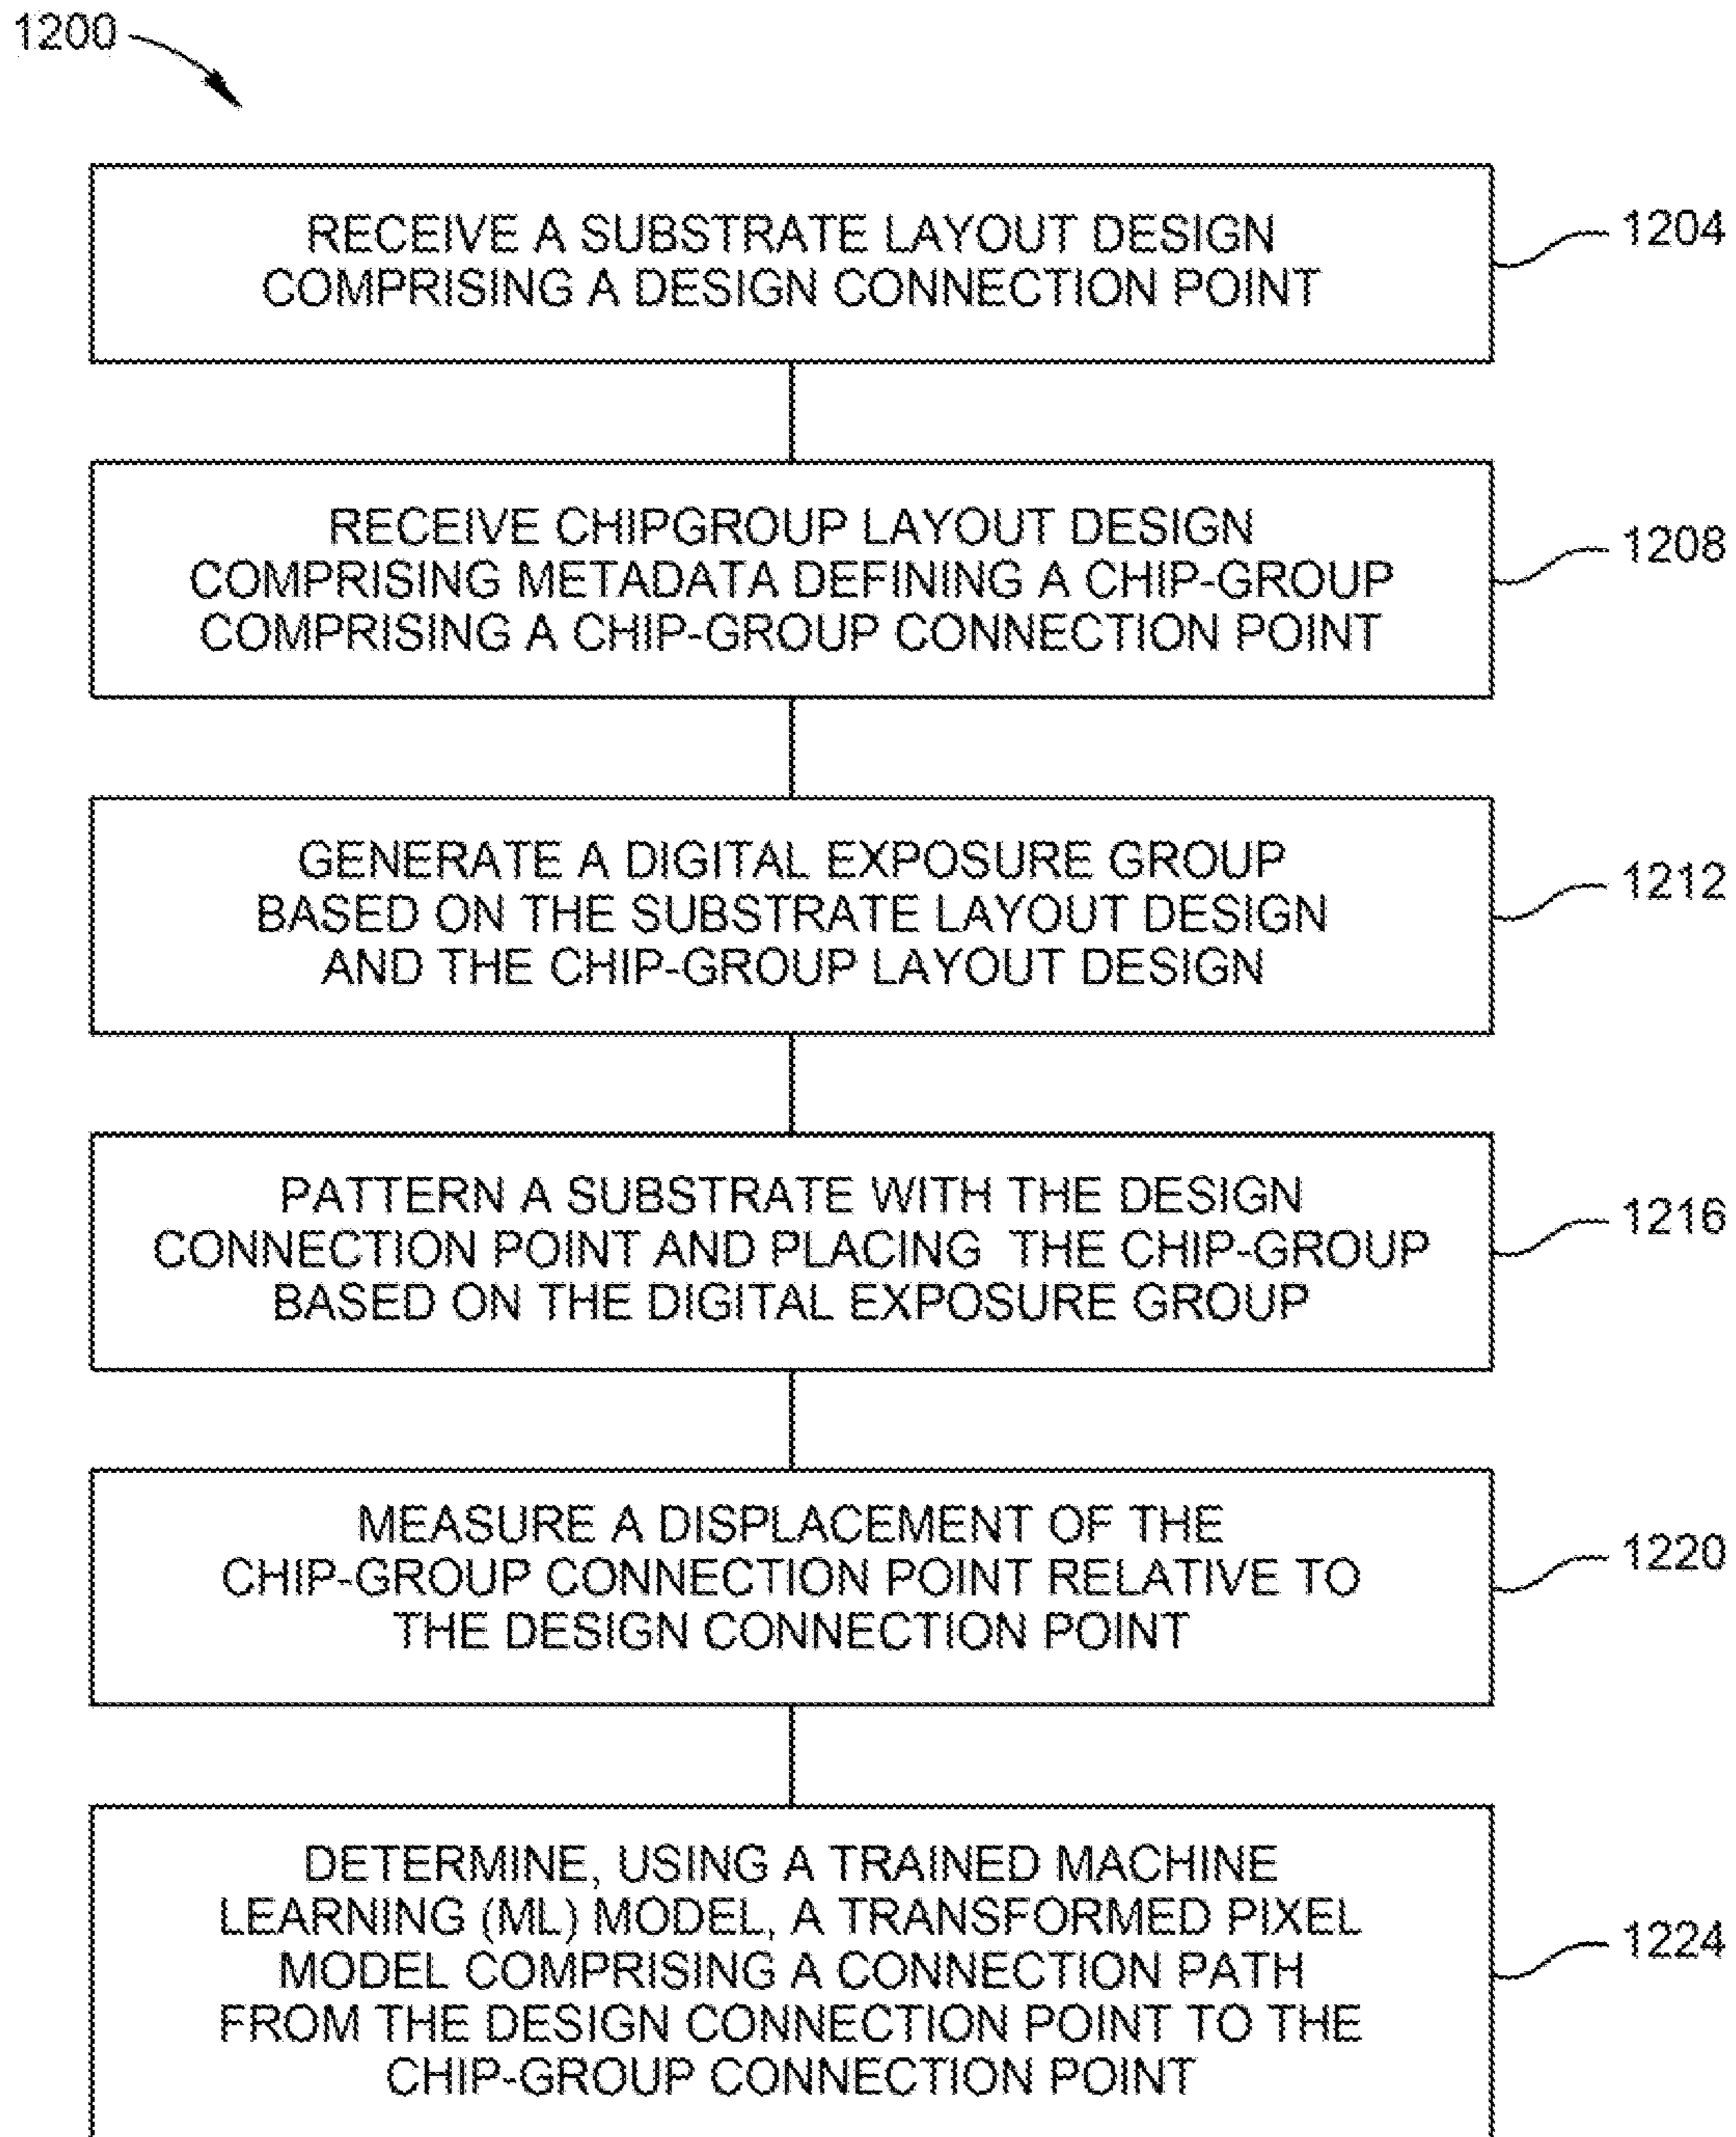 1200
RECEIVE A SUBSTRATE LAYOUT DESIGN
COMPRISING A DESIGN CONNECTION POINT
1204
RECEIVE CHIPGROUP LAYOUT DESIGN
COMPRISING METADATA DEFINING A CHIP-GROUP
COMPRISING A CHIP-GROUP CONNECTION POINT
1208
GENERATE A DIGITAL EXPOSURE GROUP
BASED ON THE SUBSTRATE LAYOUT DESIGN
AND THE CHIP-GROUP LAYOUT DESIGN
1212
PATTERN A SUBSTRATE WITH THE DESIGN
CONNECTION POINT AND PLACING THE CHIP-GROUP
BASED ON THE DIGITAL EXPOSURE GROUP
1216
MEASURE A DISPLACEMENT OF THE
CHIP-GROUP CONNECTION POINT RELATIVE TO
THE DESIGN CONNECTION POINT
1220
DETERMINE, USING A TRAINED MACHINE
LEARNING (ML) MODEL, A TRANSFORMED PIXEL
MODEL COMPRISING A CONNECTION PATH
FROM THE DESIGN CONNECTION POINT TO THE
CHIP-GROUP CONNECTION POINT
1224